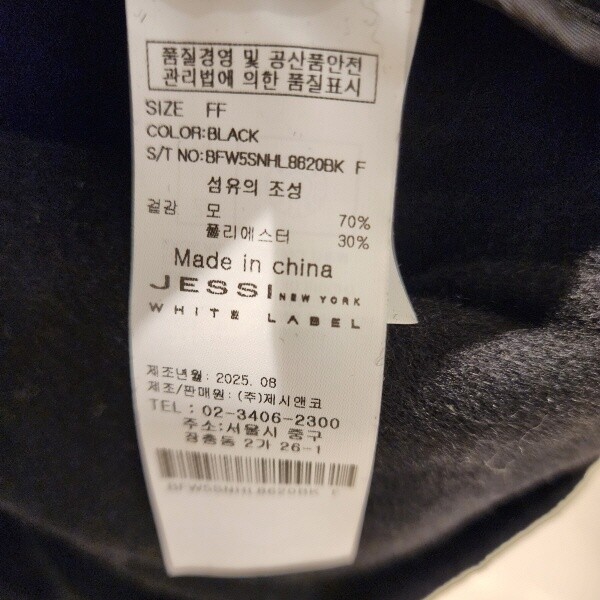 품질경영 및 공산품안전
관리법에 의한 품질표시
SIZE FF
COLOR:BLACK
S/T NO:BFW5SNHL8620BK F
섬유의 조성
겉감 모 70%
폴리에스터 30%
Made in china
JESSI NEW YORK
WHITE LABEL
제조년월: 2025. 08
제조/판매원: (주)제시앤코
TEL : 02-3406-2300
주소:서울시 중구
장충동 2가 26-1
BFW5SNHL8620BK F